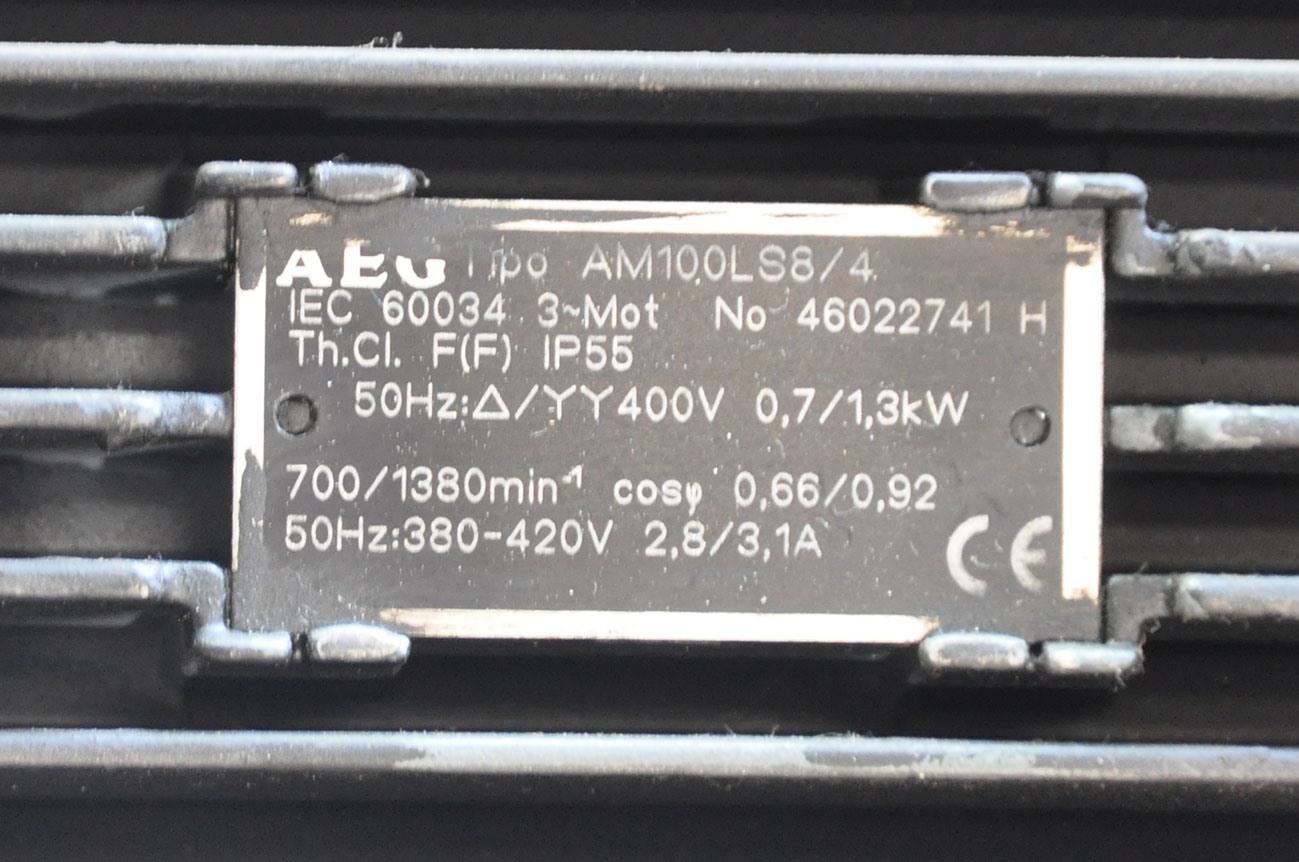 AEG Tipo AM100LS8/4
IEC 60034 3~Mot No 46022741 H
Th.Cl. F(F) IP55
50Hz:Δ/YY400V 0,7/1,3kW
700/1380min⁻¹ cosφ 0,66/0,92
50Hz:380-420V 2,8/3,1A
CE